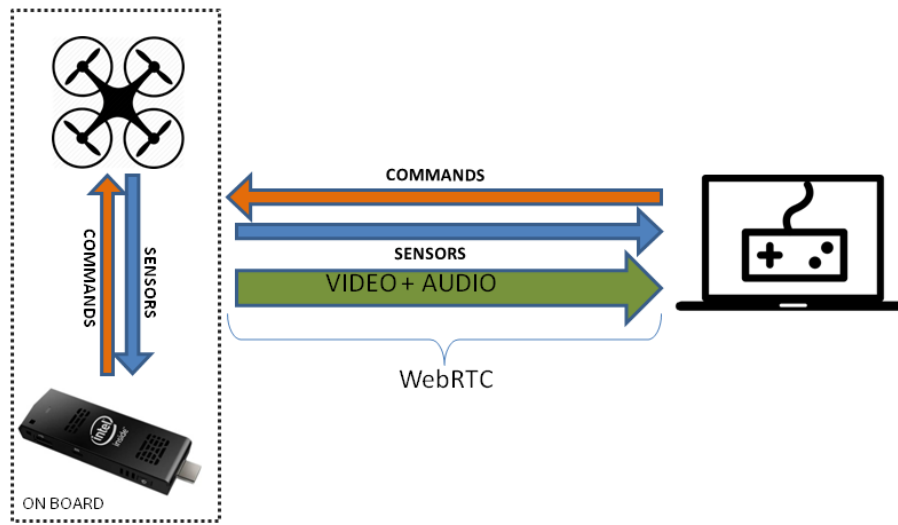 COMMANDS
SENSORS
COMMANDS
SENSORS
VIDEO + AUDIO
WebRTC
intel
inside
ON BOARD